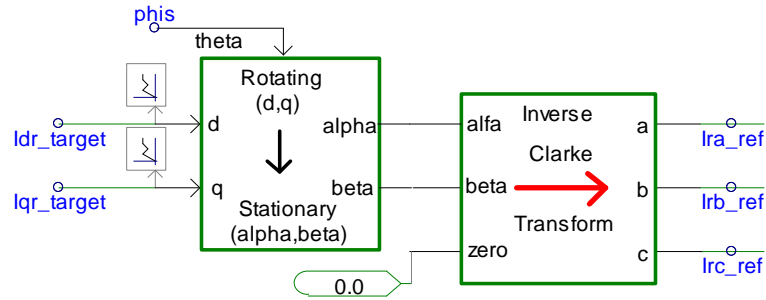 phis
theta
Rotating
(d,q)
Idr_target
d
alpha
Iqr_target
q
beta
Stationary
(alpha,beta)
Inverse
alfa
a
Ira_ref
Clarke
beta
b
Irb_ref
Transform
zero
c
Irc_ref
0.0